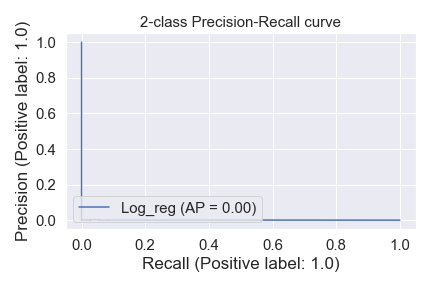 2-class Precision-Recall curve
Precision (Positive label: 1.0)
1.0
0.8
0.6
0.4
0.2
0.0
Log_reg (AP = 0.00)
0.0 0.2 0.4 0.6 0.8 1.0
Recall (Positive label: 1.0)